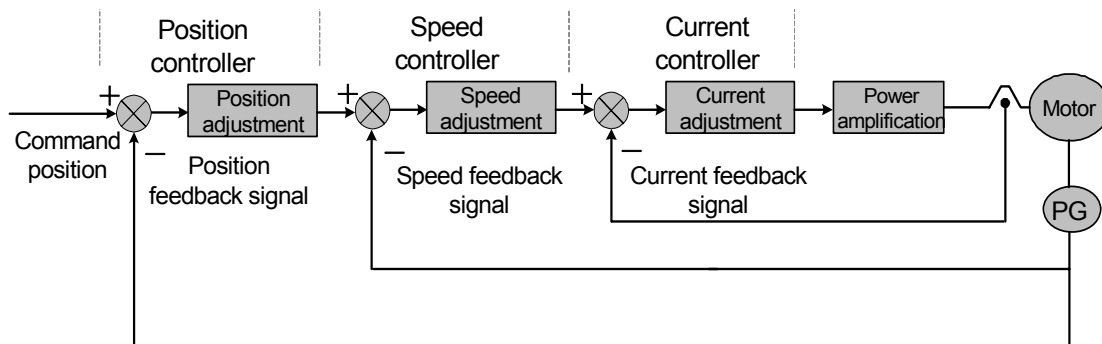 Position
controller
Speed
controller
Current
controller
+
Position
adjustment
+
Speed
adjustment
+
Current
adjustment
Power
amplification
Motor
Command
position
−
Position
feedback signal
−
Speed feedback
signal
−
Current feedback
signal
PG